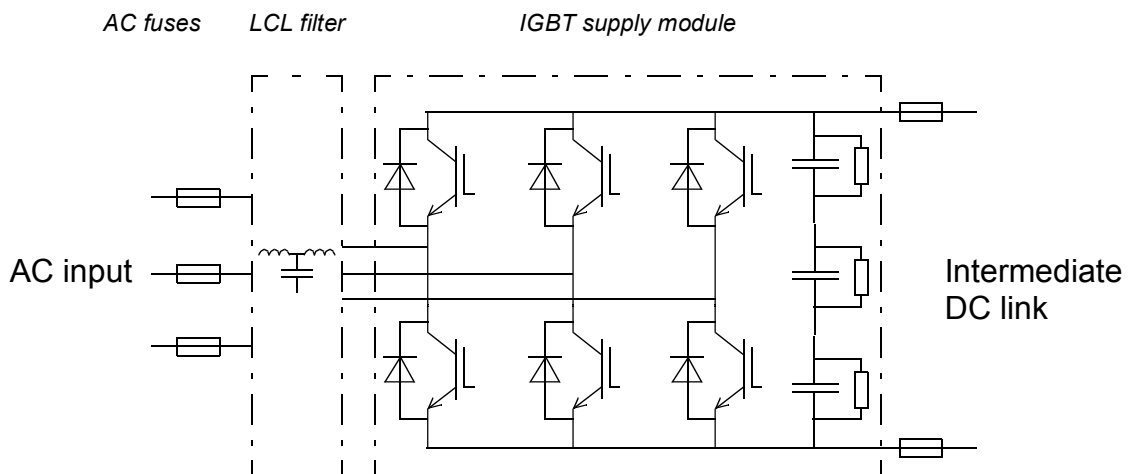 AC fuses LCL filter IGBT supply module
AC input
Intermediate
DC link